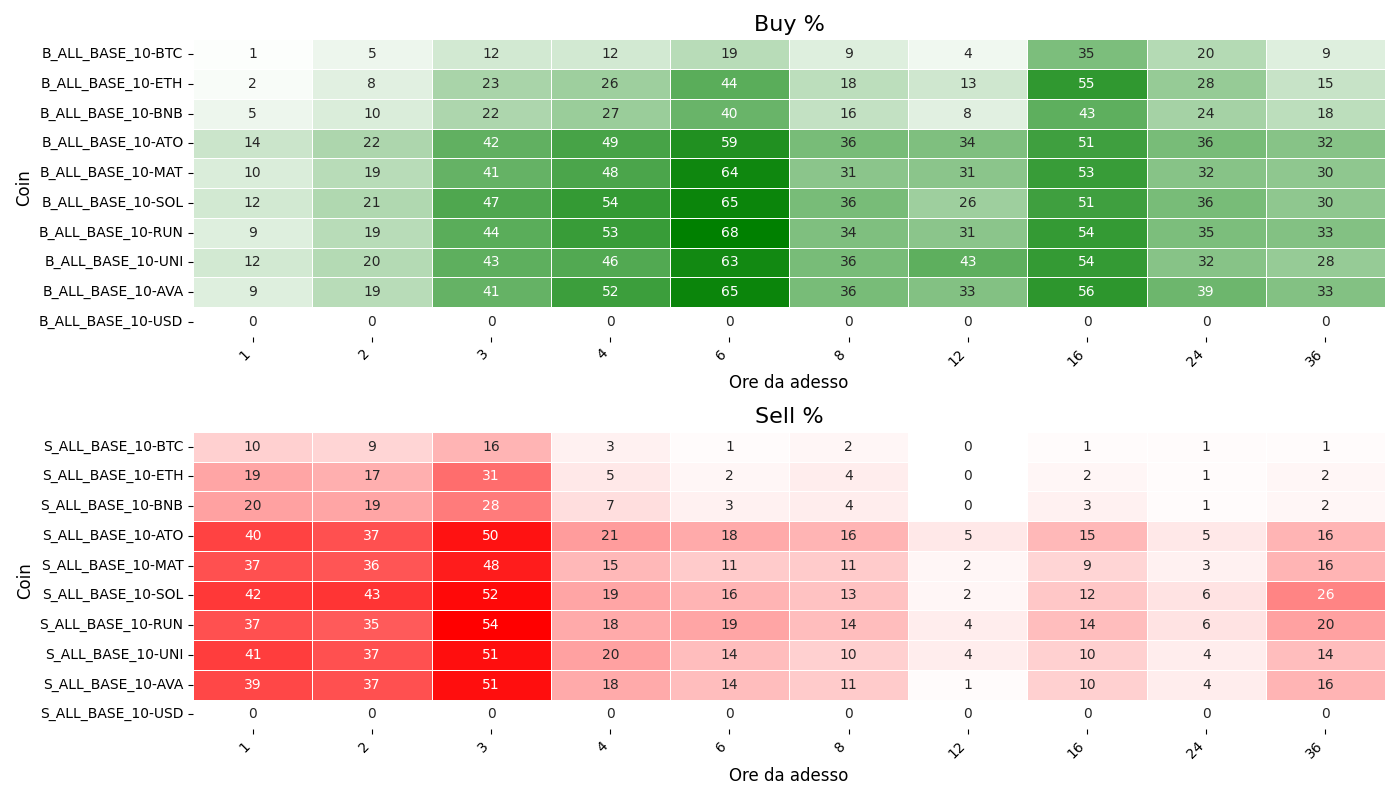 Buy %
Coin
B_ALL_BASE_10-BTC 1 5 12 12 19 9 4 35 20 9
B_ALL_BASE_10-ETH 2 8 23 26 44 18 13 55 28 15
B_ALL_BASE_10-BNB 5 10 22 27 40 16 8 43 24 18
B_ALL_BASE_10-ATO 14 22 42 49 59 36 34 51 36 32
B_ALL_BASE_10-MAT 10 19 41 48 64 31 31 53 32 30
B_ALL_BASE_10-SOL 12 21 47 54 65 36 26 51 36 30
B_ALL_BASE_10-RUN 9 19 44 53 68 34 31 54 35 33
B_ALL_BASE_10-UNI 12 20 43 46 63 36 43 54 32 28
B_ALL_BASE_10-AVA 9 19 41 52 65 36 33 56 39 33
B_ALL_BASE_10-USD 0 0 0 0 0 0 0 0 0 0
1 2 3 4 6 8 12 16 24 36
Ore da adesso
Sell %
Coin
S_ALL_BASE_10-BTC 10 9 16 3 1 2 0 1 1 1
S_ALL_BASE_10-ETH 19 17 31 5 2 4 0 2 1 2
S_ALL_BASE_10-BNB 20 19 28 7 3 4 0 3 1 2
S_ALL_BASE_10-ATO 40 37 50 21 18 16 5 15 5 16
S_ALL_BASE_10-MAT 37 36 48 15 11 11 2 9 3 16
S_ALL_BASE_10-SOL 42 43 52 19 16 13 2 12 6 26
S_ALL_BASE_10-RUN 37 35 54 18 19 14 4 14 6 20
S_ALL_BASE_10-UNI 41 37 51 20 14 10 4 10 4 14
S_ALL_BASE_10-AVA 39 37 51 18 14 11 1 10 4 16
S_ALL_BASE_10-USD 0 0 0 0 0 0 0 0 0 0
1 2 3 4 6 8 12 16 24 36
Ore da adesso